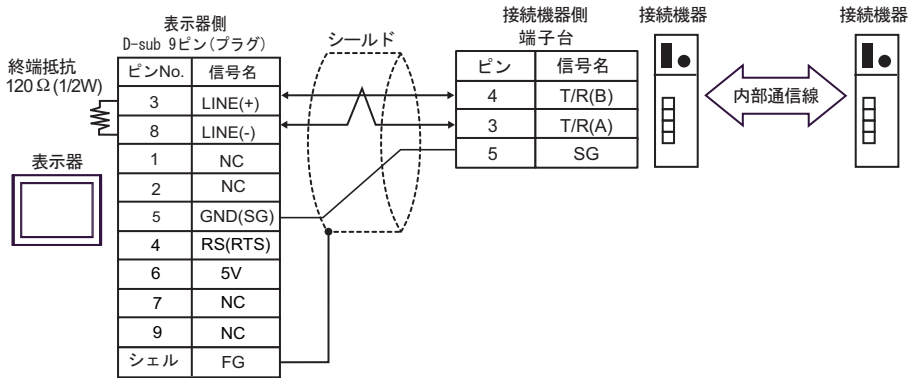 表示器側
D-sub 9ピン(プラグ)
シールド
接続機器側
端子台
接続機器
接続機器
終端抵抗
120Ω(1/2W)
表示器
ピンNo. 信号名
3 LINE(+)
8 LINE(-)
1 NC
2 NC
5 GND(SG)
4 RS(RTS)
6 5V
7 NC
9 NC
シェル FG
ピン 信号名
4 T/R(B)
3 T/R(A)
5 SG
内部通信線